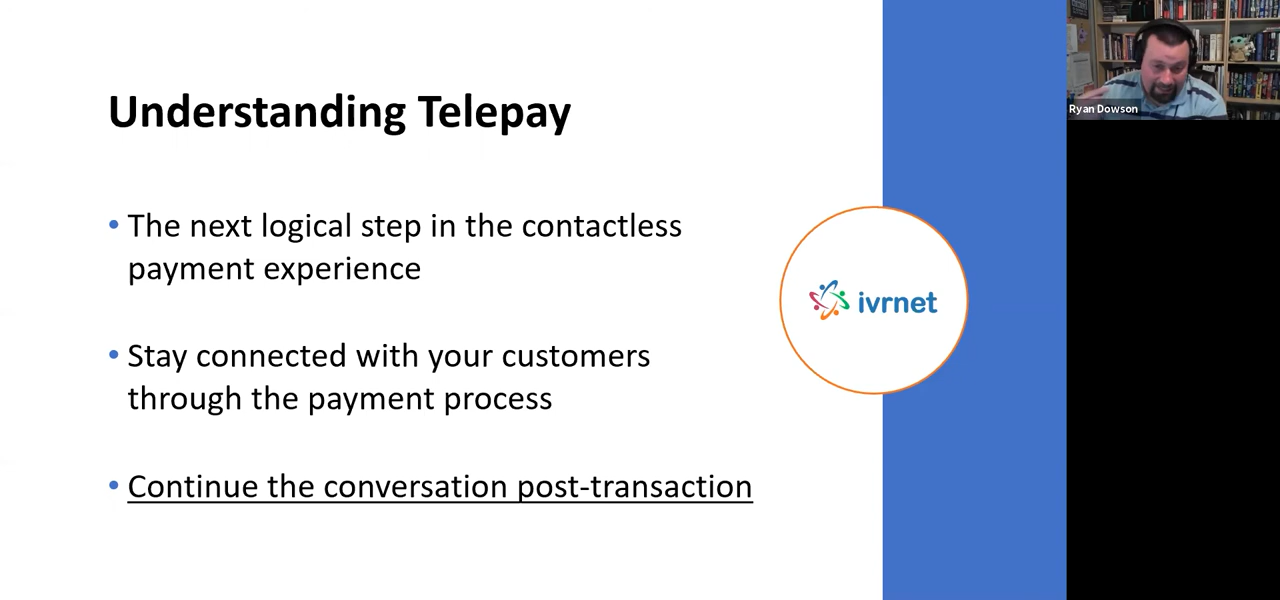 Understanding Telepay
• The next logical step in the contactless
payment experience
• Stay connected with your customers
through the payment process
• Continue the conversation post-transaction
ivrnet
Ryan Dowson